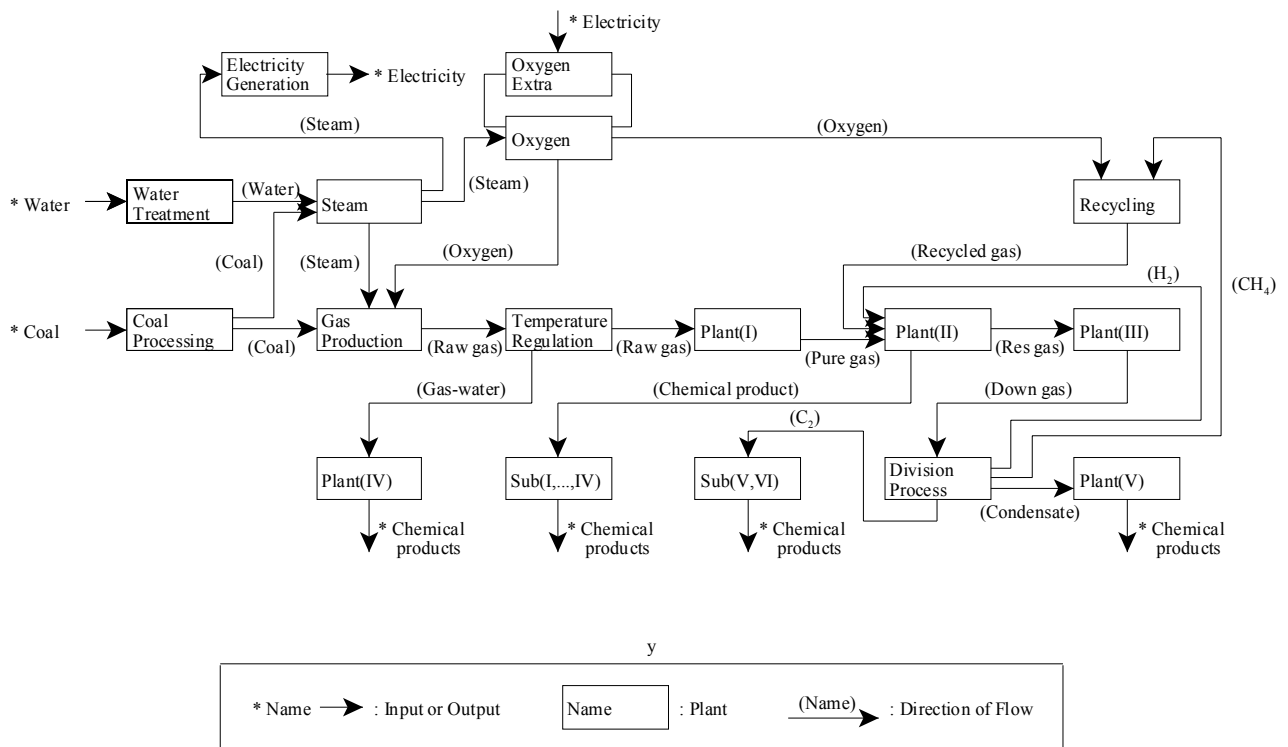 * Electricity
Electricity
Generation
* Electricity
Oxygen
Extra
(Steam)
Oxygen
(Oxygen)
* Water
Water
Treatment
(Water)
Steam
(Steam)
Recycling
(Coal)
(Steam)
(Oxygen)
(Recycled gas)
(H₂)
(CH₄)
* Coal
Coal
Processing
(Coal)
Gas
Production
(Raw gas)
Temperature
Regulation
(Raw gas)
Plant(I)
(Pure gas)
Plant(II)
(Res gas)
Plant(III)
(Gas-water)
(Chemical product)
(C₂)
(Down gas)
Plant(IV)
Sub(I,...,IV)
Sub(V,VI)
Division
Process
(Condensate)
Plant(V)
* Chemical
products
* Chemical
products
* Chemical
products
* Chemical
products
y
* Name
: Input or Output
Name
: Plant
(Name)
: Direction of Flow